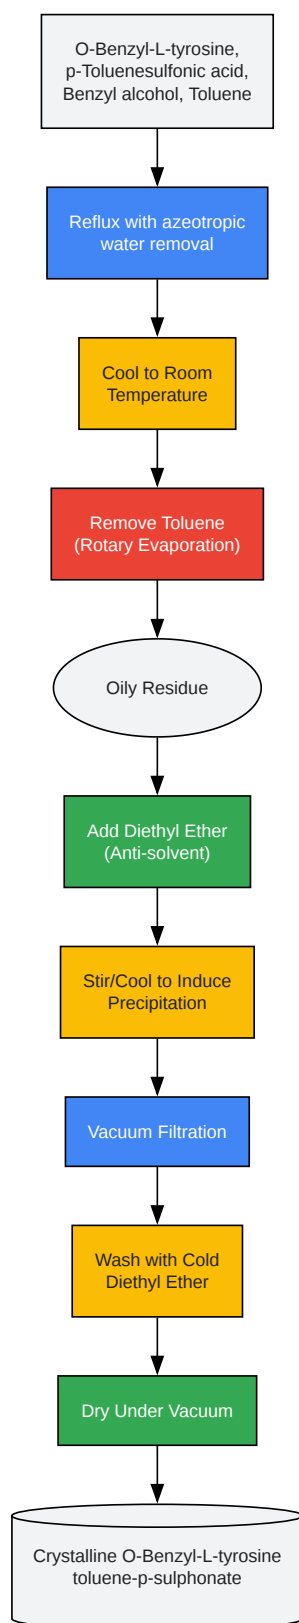 O-Benzyl-L-tyrosine,
p-Toluenesulfonic acid,
Benzyl alcohol, Toluene
Reflux with azeotropic
water removal
Cool to Room
Temperature
Remove Toluene
(Rotary Evaporation)
Oily Residue
Add Diethyl Ether
(Anti-solvent)
Stir/Cool to Induce
Precipitation
Vacuum Filtration
Wash with Cold
Diethyl Ether
Dry Under Vacuum
Crystalline O-Benzyl-L-tyrosine
toluene-p-sulphonate